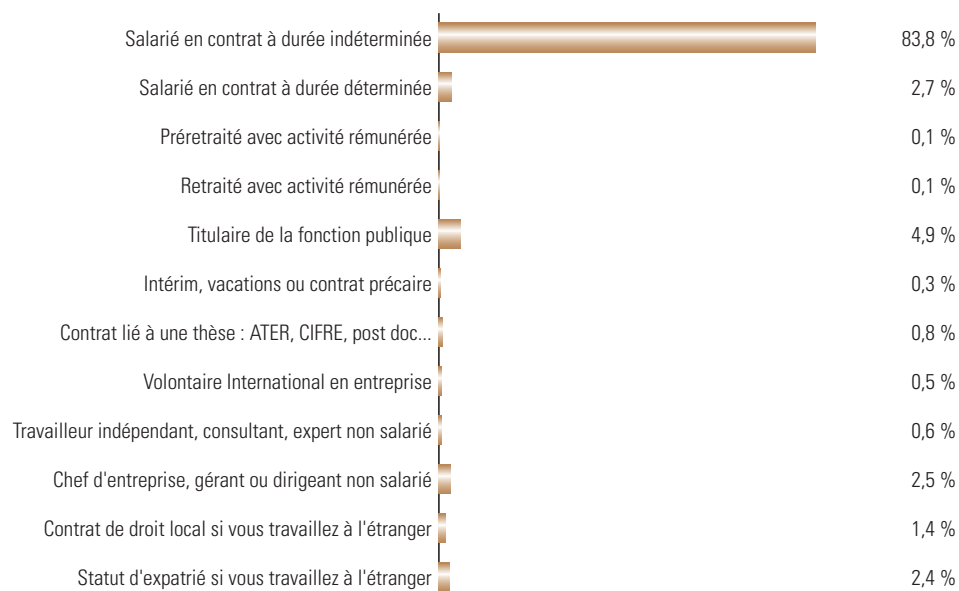 Salarié en contrat à durée indéterminée 83,8 %
Salarié en contrat à durée déterminée 2,7 %
Préretraité avec activité rémunérée 0,1 %
Retraité avec activité rémunérée 0,1 %
Titulaire de la fonction publique 4,9 %
Intérim, vacations ou contrat précaire 0,3 %
Contrat lié à une thèse : ATER, CIFRE, post doc... 0,8 %
Volontaire International en entreprise 0,5 %
Travailleur indépendant, consultant, expert non salarié 0,6 %
Chef d'entreprise, gérant ou dirigeant non salarié 2,5 %
Contrat de droit local si vous travaillez à l'étranger 1,4 %
Statut d'expatrié si vous travaillez à l'étranger 2,4 %